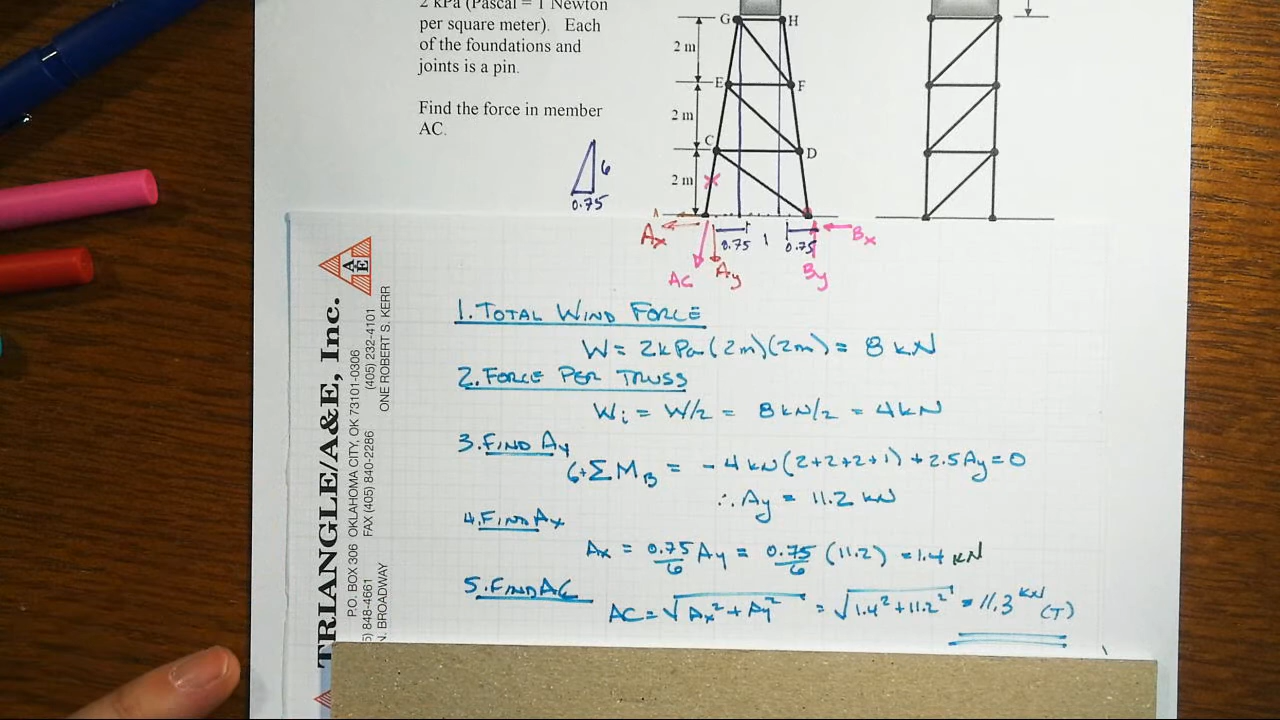 2 kPa (Pascal = 1 Newton
per square meter). Each
of the foundations and
joints is a pin.
Find the force in member
AC.
G H
2 m
E F
2 m
C D
2 m
6
0.75
A
Ax
AC
Ay
0.75 1 0.75
Bx
By
TRIANGLE/A&E, Inc.
P.O. BOX 306 OKLAHOMA CITY, OK 73101-0306
5) 848-4661 FAX (405) 840-2286 (405) 232-4101
N. BROADWAY ONE ROBERT S. KERR
A
AE
1. TOTAL WIND FORCE
W = 2kPa (2m)(2m) = 8 kN
2. FORCE PER TRUSS
Wi = W/2 = 8kN/2 = 4kN
3. FIND Ay
ΣMB = -4kN(2+2+2+1) + 2.5Ay = 0
∴ Ay = 11.2 kN
4. FIND Ax
Ax = 0.75/6 Ay = 0.75/6 (11.2) = 1.4 kN
5. FIND AC
AC = √Ax² + Ay² = √1.4² + 11.2² = 11.3 kN (T)